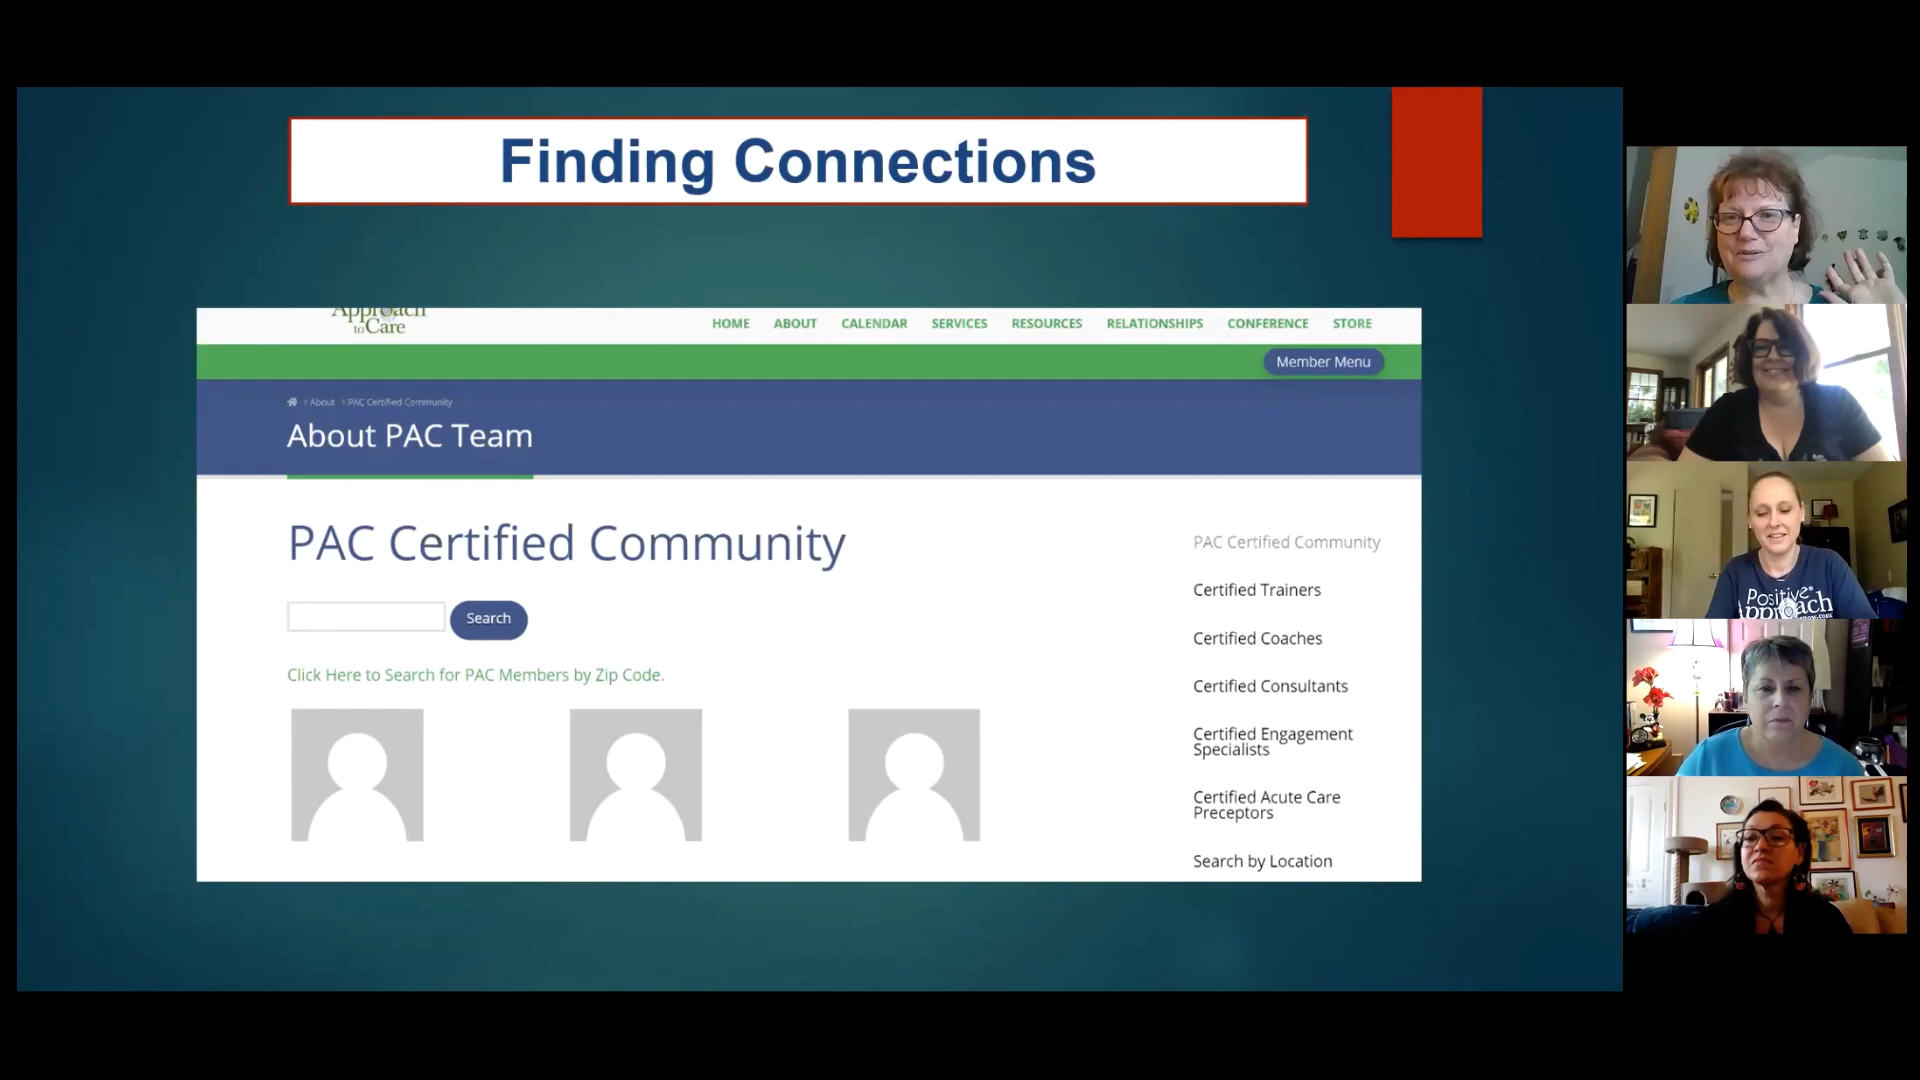 Finding Connections
Approach
to Care
HOME ABOUT CALENDAR SERVICES RESOURCES RELATIONSHIPS CONFERENCE STORE
Member Menu
> About > PAC Certified Community
About PAC Team
PAC Certified Community
Search
Click Here to Search for PAC Members by Zip Code.
PAC Certified Community
Certified Trainers
Certified Coaches
Certified Consultants
Certified Engagement
Specialists
Certified Acute Care
Preceptors
Search by Location
Positive
Approach